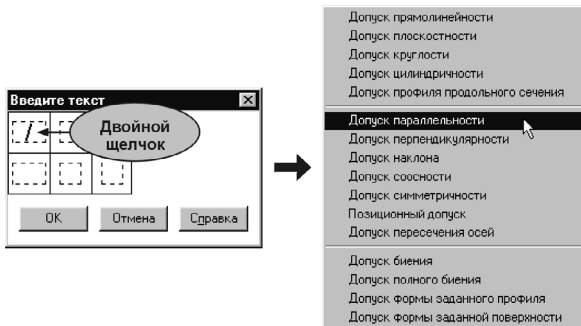 Введите текст
Двойной
щелчок
ОК
Отмена
Справка
Допуск прямолинейности
Допуск плоскостности
Допуск круглости
Допуск цилиндричности
Допуск профиля продольного сечения
Допуск параллельности
Допуск перпендикулярности
Допуск наклона
Допуск соосности
Допуск симметричности
Позиционный допуск
Допуск пересечения осей
Допуск биения
Допуск полного биения
Допуск формы заданного профиля
Допуск формы заданной поверхности